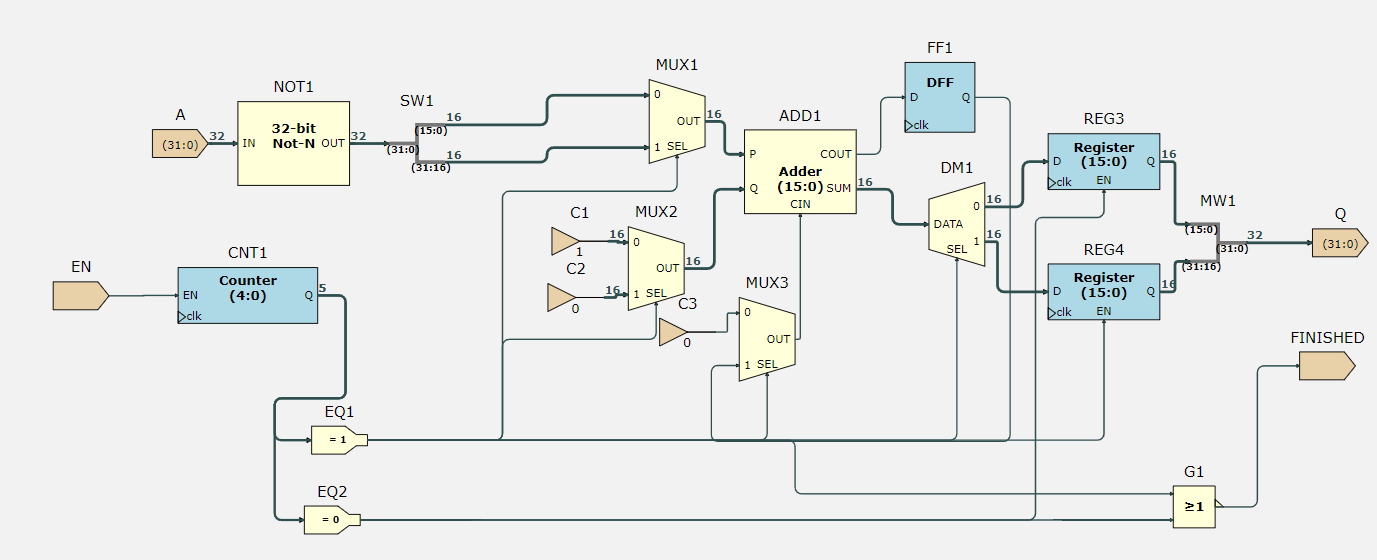 A
(31:0)
32
NOT1
32-bit
Not-N
IN
OUT
32
SW1
(31:0)
16
(15:0)
16
(31:16)
MUX1
0
1
SEL
OUT
16
C1
1
16
C2
0
16
MUX2
0
1
SEL
OUT
16
C3
0
MUX3
0
1
SEL
OUT
ADD1
Adder
(15:0)
P
Q
COUT
SUM
CIN
16
FF1
DFF
D
Q
clk
DM1
DATA
SEL
0
1
16
16
REG3
Register
(15:0)
D
Q
EN
clk
16
REG4
Register
(15:0)
D
Q
EN
clk
16
MW1
(15:0)
(31:0)
(31:16)
32
Q
(31:0)
EN
CNT1
Counter
(4:0)
EN
Q
clk
5
EQ1
= 1
EQ2
= 0
G1
≥1
FINISHED